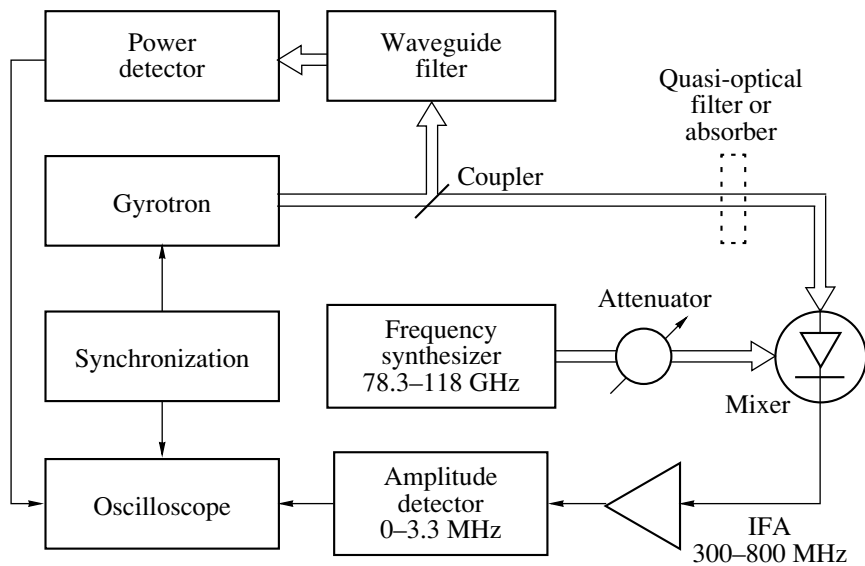 Power
detector
Waveguide
filter
Quasi-optical
filter or
absorber
Gyrotron
Coupler
Synchronization
Frequency
synthesizer
78.3–118 GHz
Attenuator
Mixer
Oscilloscope
Amplitude
detector
0–3.3 MHz
IFA
300–800 MHz